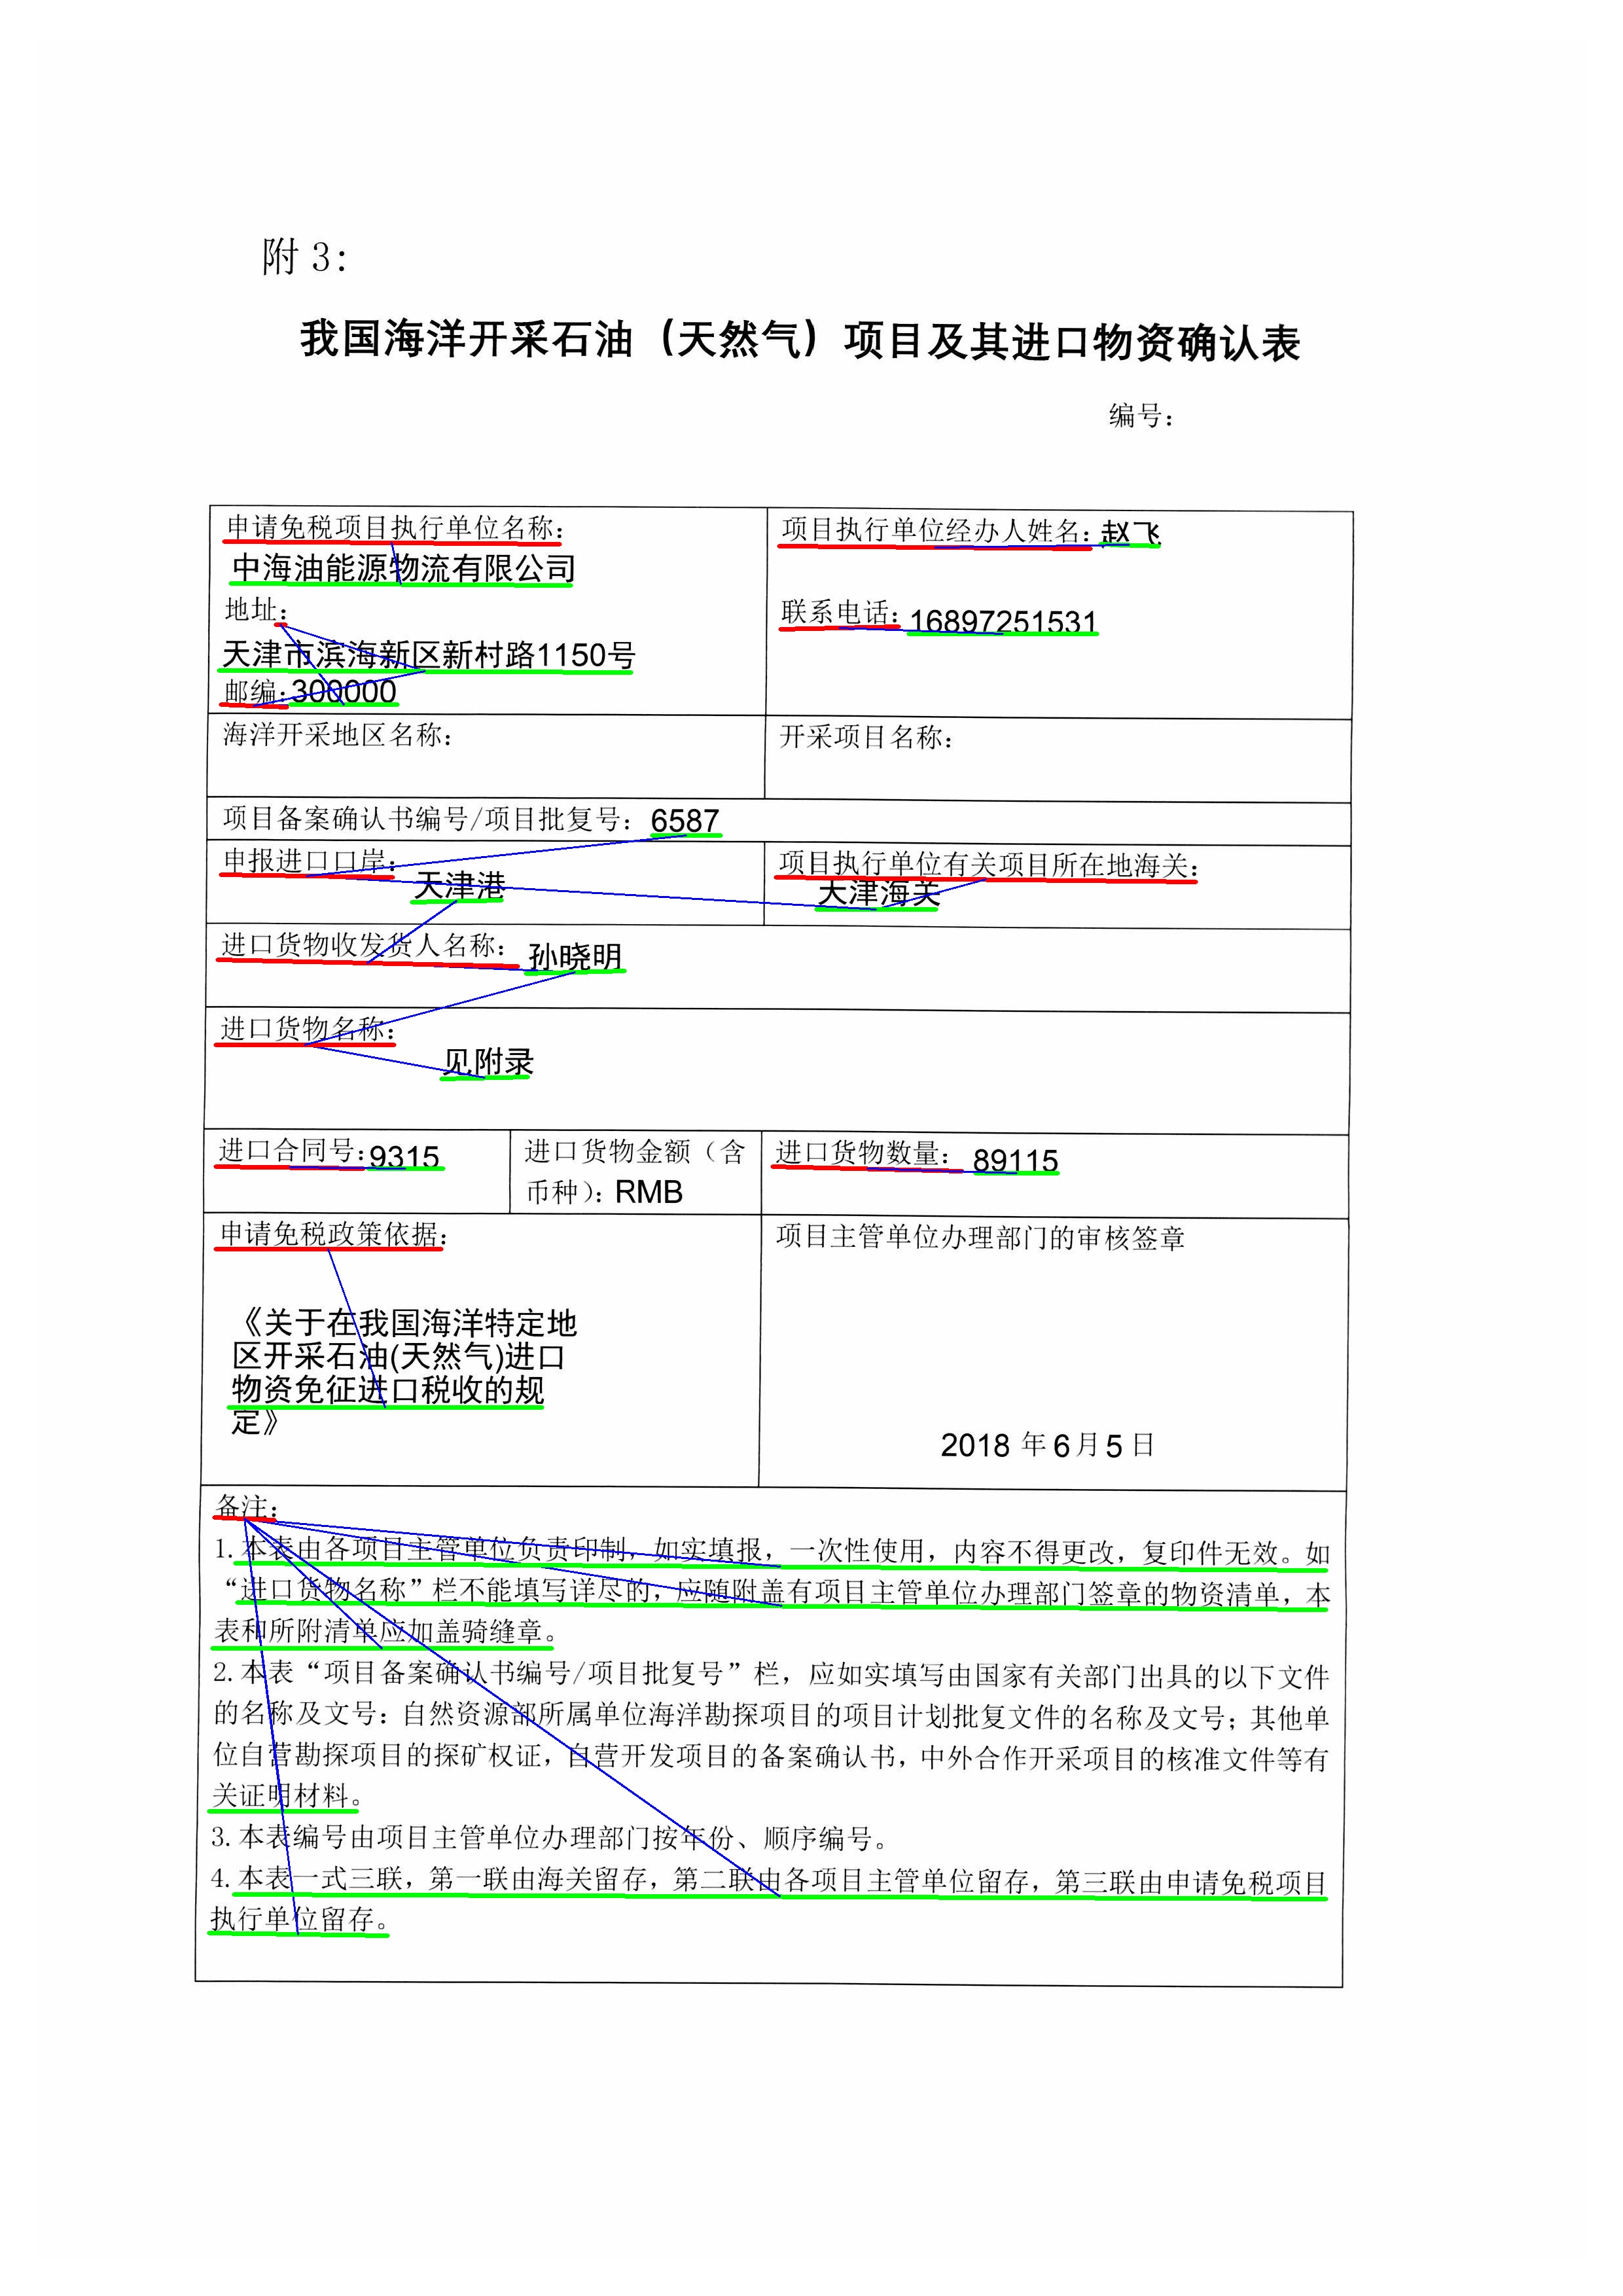 附 3:
我国海洋开采石油（天然气）项目及其进口物资确认表
编号：
申请免税项目执行单位名称：
中海油能源物流有限公司
地址：
天津市滨海新区新村路1150号
邮编：300000
项目执行单位经办人姓名：赵飞
联系电话：16897251531
海洋开采地区名称：
开采项目名称：
项目备案确认书编号/项目批复号：6587
申报进口口岸：
天津港
项目执行单位有关项目所在地海关：
天津海关
进口货物收发货人名称：孙晓明
进口货物名称：
见附录
进口合同号：9315
进口货物金额（含
币种）：RMB
进口货物数量：89115
申请免税政策依据：
《关于在我国海洋特定地
区开采石油(天然气)进口
物资免征进口税收的规
定》
项目主管单位办理部门的审核签章
2018 年 6 月 5 日
备注：
1.本表由各项目主管单位负责印制，如实填报，一次性使用，内容不得更改，复印件无效。如
“进口货物名称”栏不能填写详尽的，应随附盖有项目主管单位办理部门签章的物资清单，本
表和所附清单应加盖骑缝章。
2.本表“项目备案确认书编号/项目批复号”栏，应如实填写由国家有关部门出具的以下文件
的名称及文号：自然资源部所属单位海洋勘探项目的项目计划批复文件的名称及文号；其他单
位自营勘探项目的探矿权证，自营开发项目的备案确认书，中外合作开采项目的核准文件等有
关证明材料。
3.本表编号由项目主管单位办理部门按年份、顺序编号。
4.本表一式三联，第一联由海关留存，第二联由各项目主管单位留存，第三联由申请免税项目
执行单位留存。